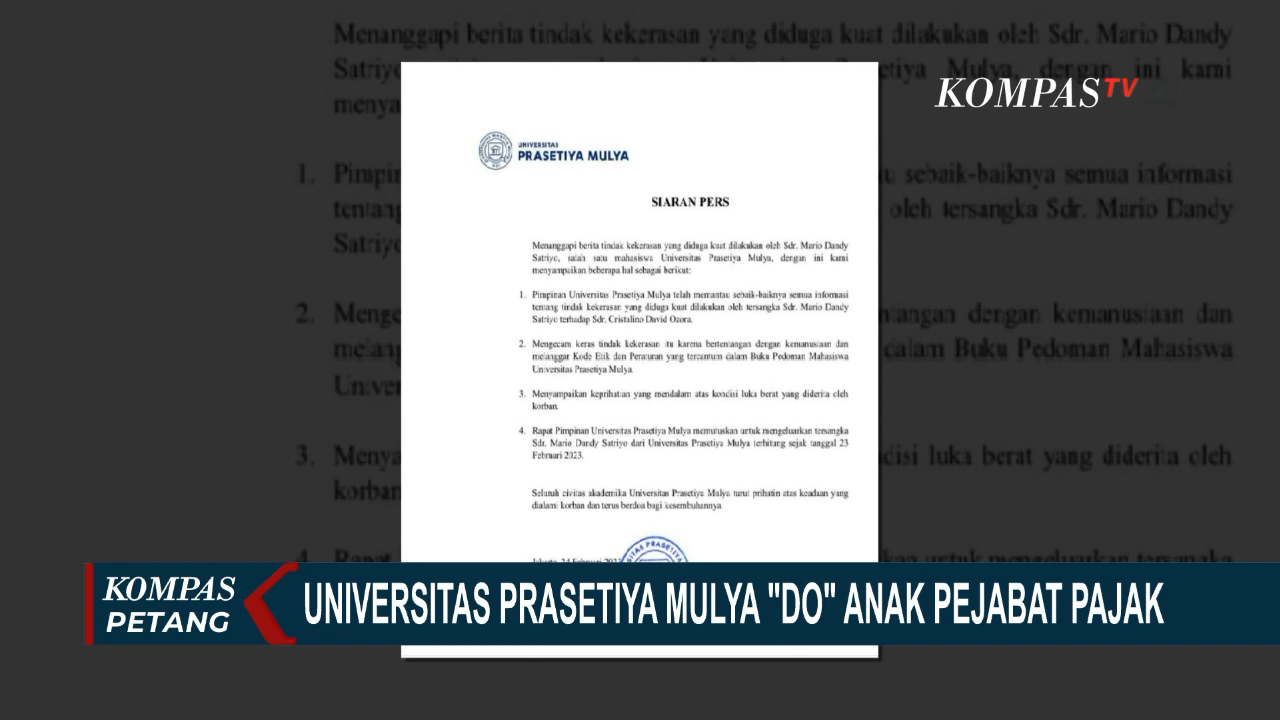 KOMPAS TV
UNIVERSITAS
PRASETIYA MULYA
SIARAN PERS
Menanggapi berita tindak kekerasan yang diduga kuat dilakukan oleh Sdr. Mario Dandy
Satriyo, salah satu mahasiswa Universitas Prasetiya Mulya, dengan ini kami
menyampaikan beberapa hal sebagai berikut:
1. Pimpinan Universitas Prasetiya Mulya telah memantau sebaik-baiknya semua informasi
tentang tindak kekerasan yang diduga kuat dilakukan oleh tersangka Sdr. Mario Dandy
Satriyo terhadap Sdr. Cristalino David Ozora.
2. Mengecam keras tindak kekerasan itu karena bertentangan dengan kemanusiaan dan
melanggar Kode Etik dan Peraturan yang tercantum dalam Buku Pedoman Mahasiswa
Universitas Prasetiya Mulya.
3. Menyampaikan keprihatian yang mendalam atas kondisi luka berat yang diderita oleh
korban.
4. Rapat Pimpinan Universitas Prasetiya Mulya memutuskan untuk mengeluarkan tersangka
Sdr. Mario Dandy Satriyo dari Universitas Prasetiya Mulya terhitung sejak tanggal 23
Februari 2023.
Seluruh civitas akademika Universitas Prasetiya Mulya turut prihatin atas keadaan yang
dialami korban dan terus berdoa bagi kesembuhannya.
KOMPAS
PETANG
UNIVERSITAS PRASETIYA MULYA "DO" ANAK PEJABAT PAJAK